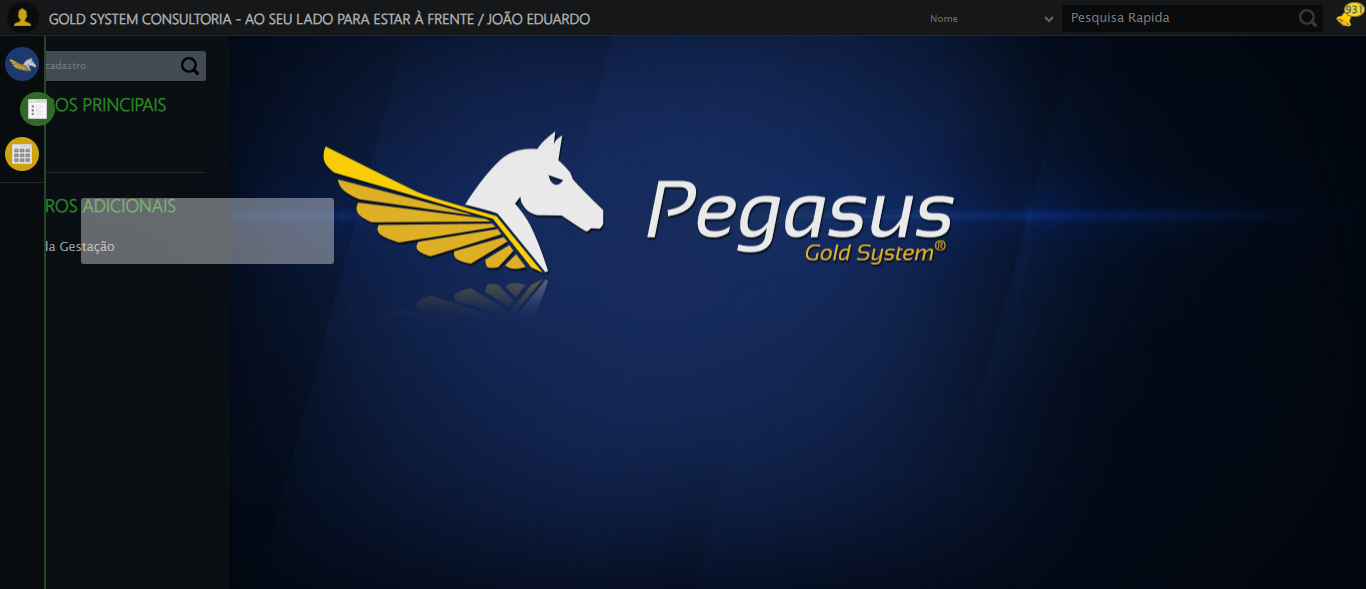 GOLD SYSTEM CONSULTORIA - AO SEU LADO PARA ESTAR À FRENTE / JOÃO EDUARDO
Nome
Pesquisa Rapida
931
cadastro
OS PRINCIPAIS
ROS ADICIONAIS
la Gestação
Pegasus
Gold System®